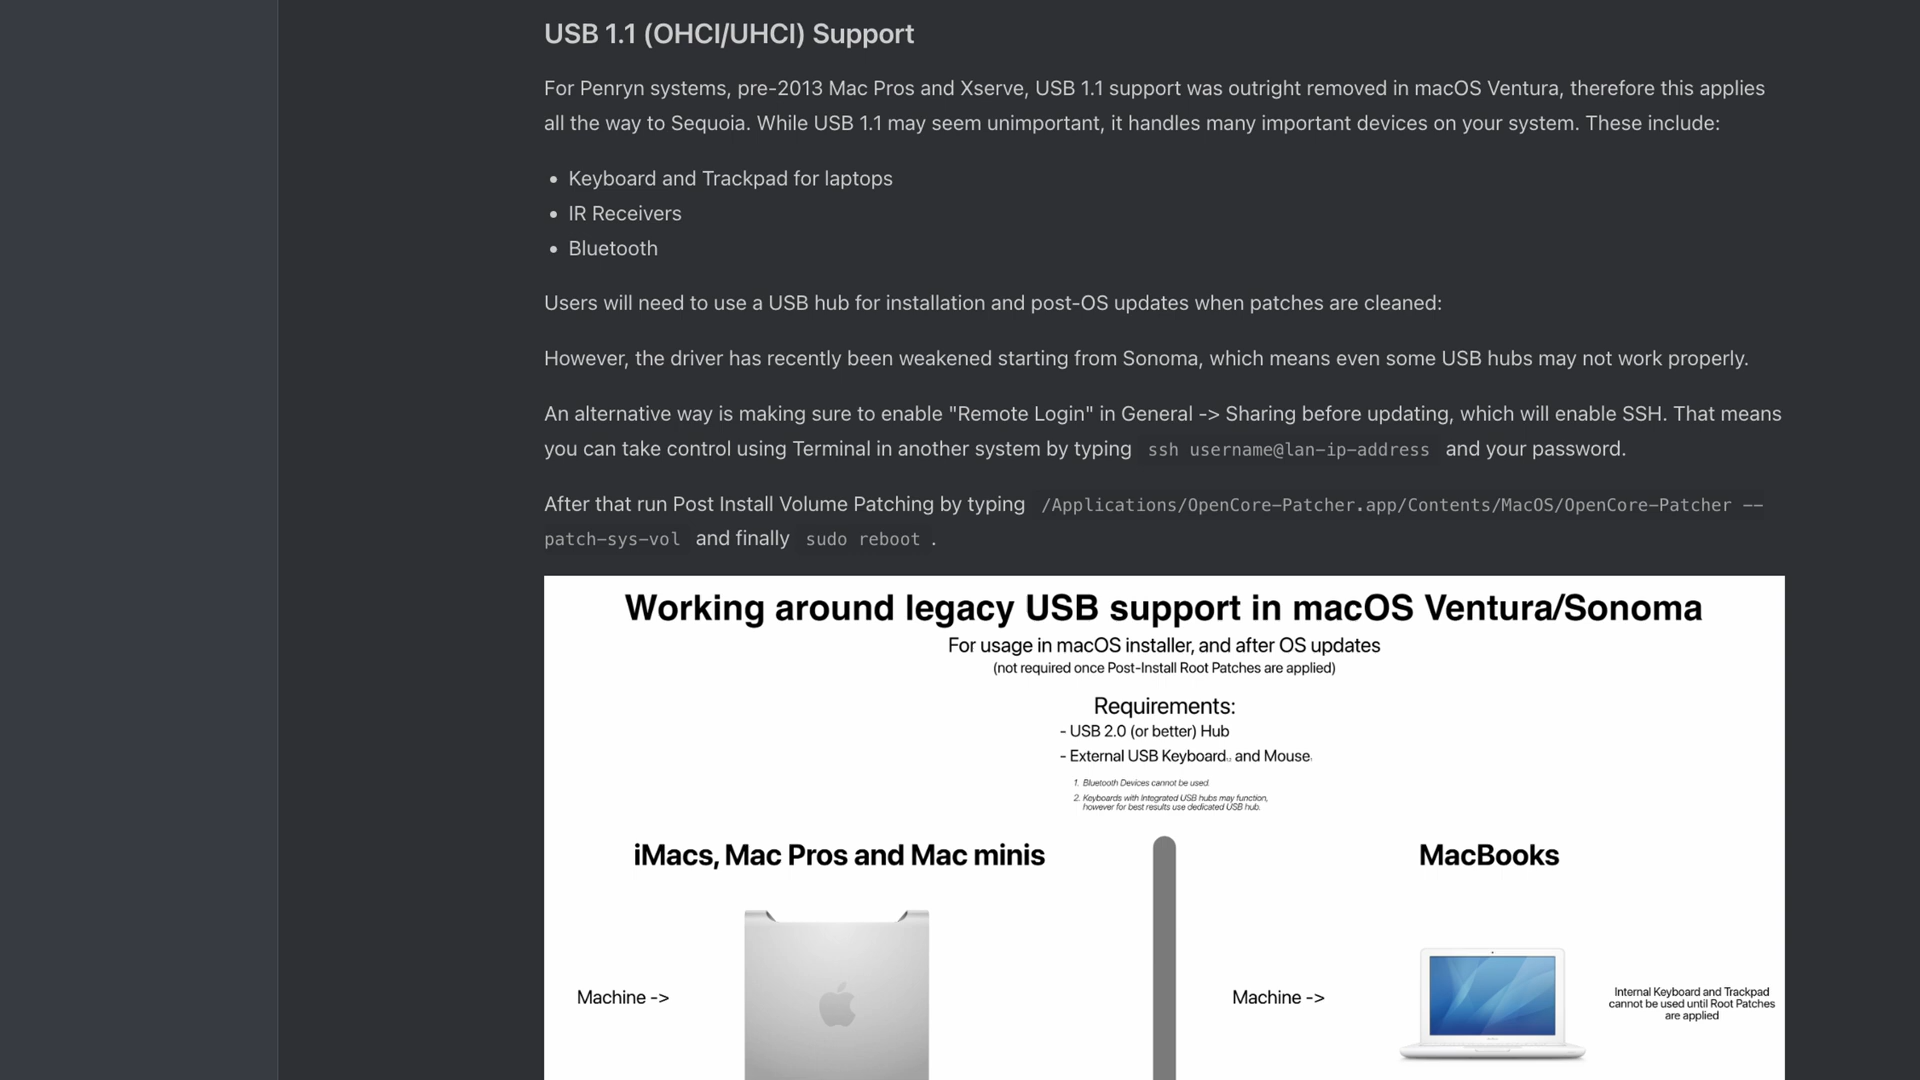 USB 1.1 (OHCI/UHCI) Support
For Penryn systems, pre-2013 Mac Pros and Xserve, USB 1.1 support was outright removed in macOS Ventura, therefore this applies
all the way to Sequoia. While USB 1.1 may seem unimportant, it handles many important devices on your system. These include:
• Keyboard and Trackpad for laptops
• IR Receivers
• Bluetooth
Users will need to use a USB hub for installation and post-OS updates when patches are cleaned:
However, the driver has recently been weakened starting from Sonoma, which means even some USB hubs may not work properly.
An alternative way is making sure to enable "Remote Login" in General -> Sharing before updating, which will enable SSH. That means
you can take control using Terminal in another system by typing ssh username@lan-ip-address and your password.
After that run Post Install Volume Patching by typing /Applications/OpenCore-Patcher.app/Contents/MacOS/OpenCore-Patcher --
patch-sys-vol and finally sudo reboot .
Working around legacy USB support in macOS Ventura/Sonoma
For usage in macOS installer, and after OS updates
(not required once Post-Install Root Patches are applied)
Requirements:
- USB 2.0 (or better) Hub
- External USB Keyboard and Mouse
1. Bluetooth Devices cannot be used.
2. Keyboards with Integrated USB hubs may function,
however for best results use dedicated USB hub.
iMacs, Mac Pros and Mac minis
MacBooks
Machine ->
Machine ->
Internal Keyboard and Trackpad
cannot be used until Root Patches
are applied